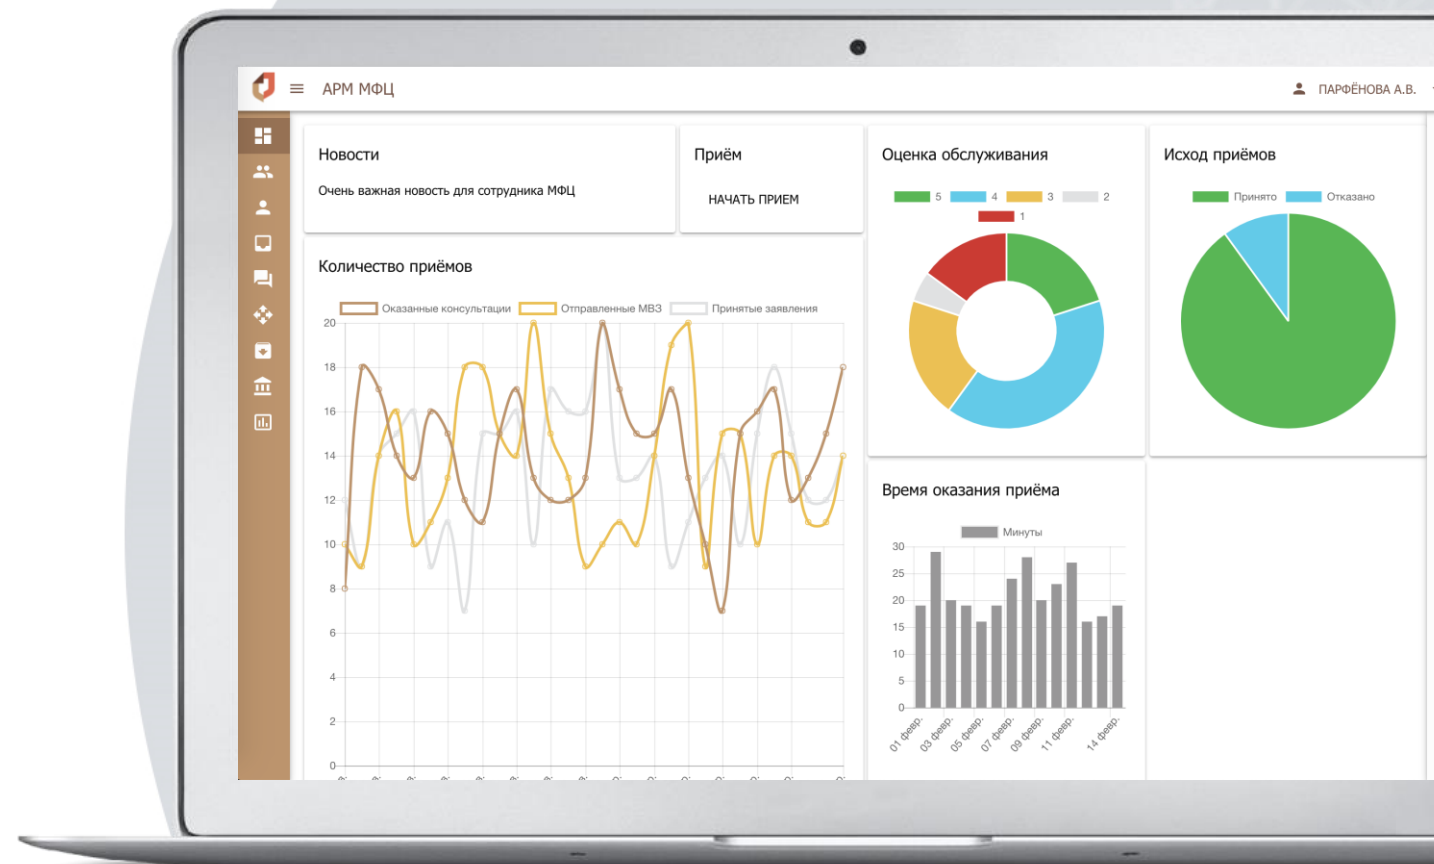 АРМ МФЦ
ПАРФЁНОВА А.В.
Новости
Очень важная новость для сотрудника МФЦ
Приём
НАЧАТЬ ПРИЕМ
Количество приёмов
Оказанные консультации Отправленные МВЗ Принятые заявления
20
18
16
14
12
10
8
6
4
2
0
Оценка обслуживания
5 4 3 2
1
Исход приёмов
Принято Отказано
Время оказания приёма
Минуты
30
25
20
15
10
5
0
01 февр. 03 февр. 05 февр. 07 февр. 09 февр. 11 февр. 14 февр.